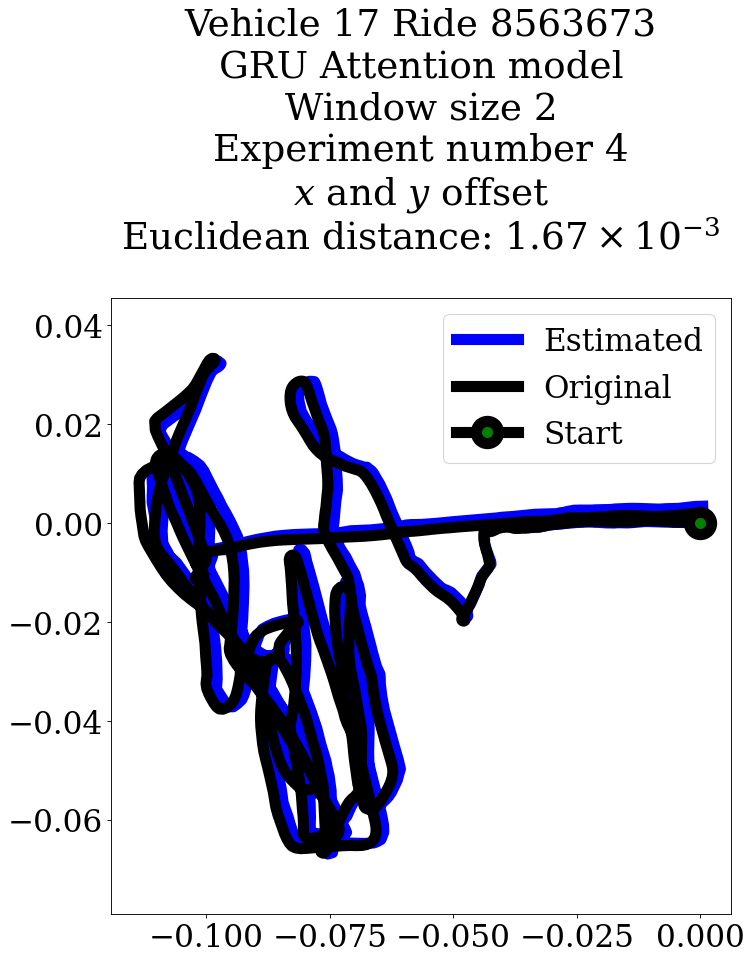 Vehicle 17 Ride 8563673
GRU Attention model
Window size 2
Experiment number 4
x and y offset
Euclidean distance: 1.67 × 10⁻³
Estimated
Original
Start
0.04
0.02
0.00
−0.02
−0.04
−0.06
−0.100 −0.075 −0.050 −0.025 0.000